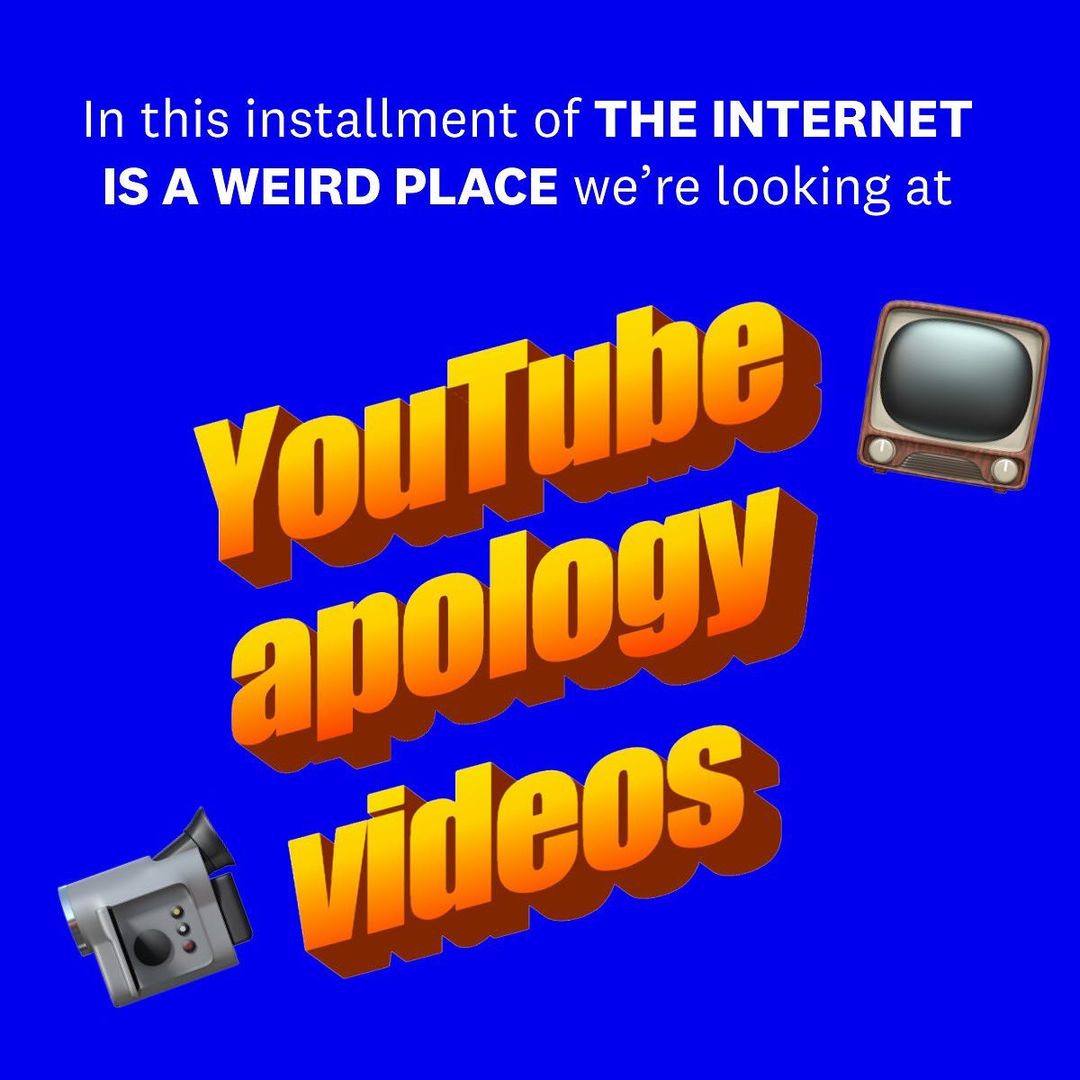 In this installment of THE INTERNET
IS A WEIRD PLACE we’re looking at
YouTube
apology
videos